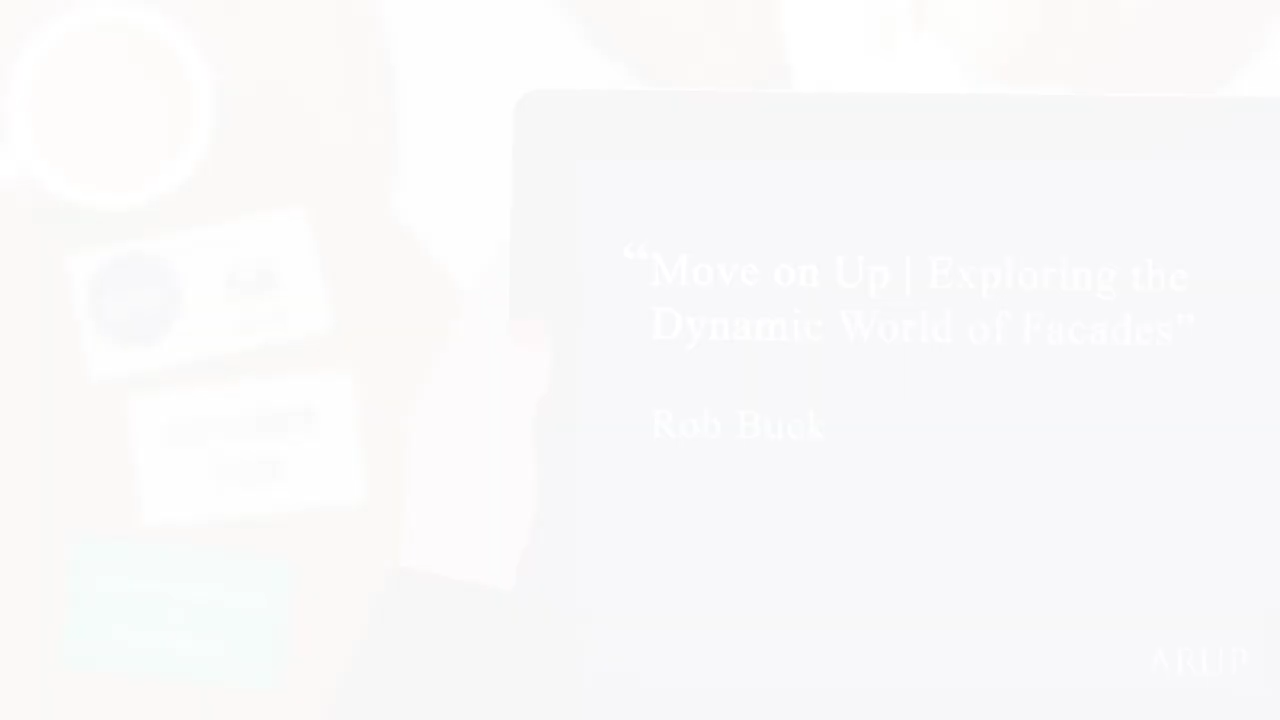 “Move on Up | Exploring the
Dynamic World of Facades”
Rob Buck
ARUP